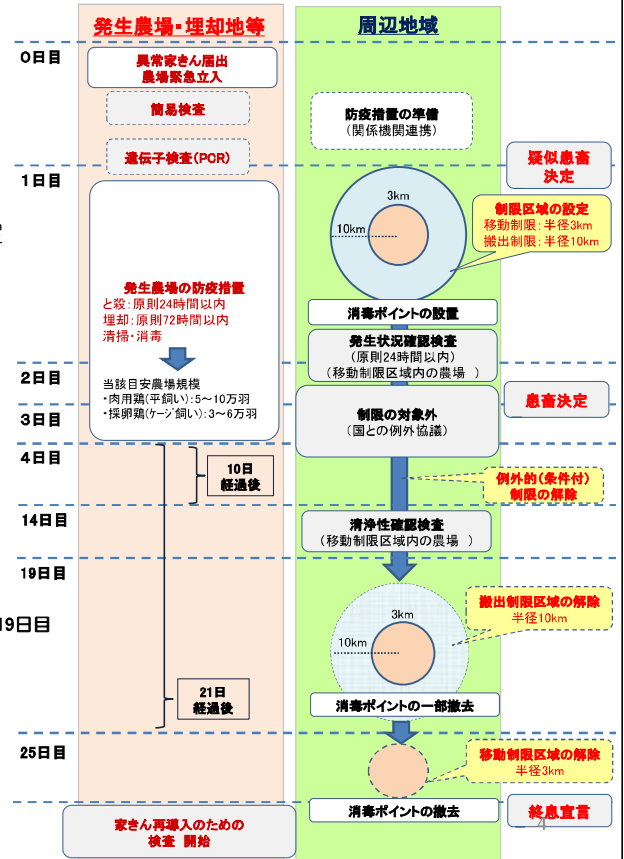 発生農場・埋却地等
周辺地域
0日目
異常家きん届出
農場緊急立入
簡易検査
防疫措置の準備
(関係機関連携)
遺伝子検査(PCR)
疑似患畜
決定
1日目
3km
10km
制限区域の設定
移動制限:半径3km
搬出制限:半径10km
発生農場の防疫措置
と殺:原則24時間以内
埋却:原則72時間以内
清掃・消毒
消毒ポイントの設置
発生状況確認検査
(原則24時間以内)
(移動制限区域内の農場 )
2日目
当該目安農場規模
・肉用鶏(平飼い):5~10万羽
・採卵鶏(ケージ飼い):3~6万羽
患畜決定
3日目
制限の対象外
(国との例外協議)
4日目
10日
経過後
例外的(条件付)
制限の解除
14日目
清浄性確認検査
(移動制限区域内の農場 )
19日目
搬出制限区域の解除
半径10km
3km
10km
19日目
21日
経過後
消毒ポイントの一部撤去
25日目
移動制限区域の解除
半径3km
消毒ポイントの撤去
終息宣言
4
家きん再導入のための
検査 開始